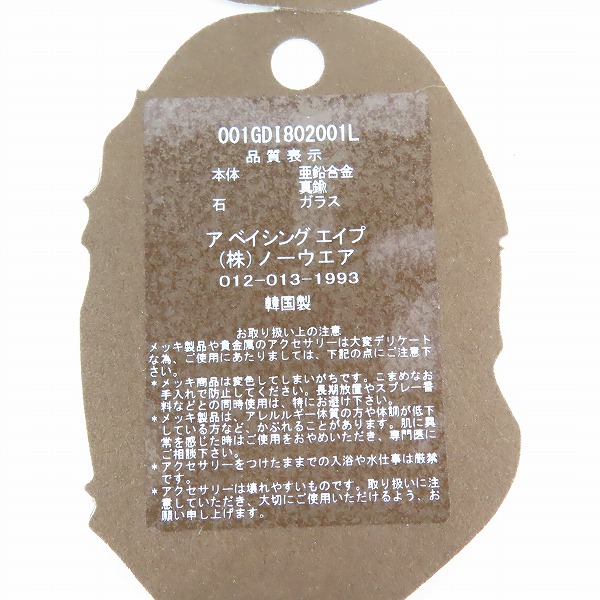 001GDI802001L
品質表示
本体 亜鉛合金
真鍮
石 ガラス
ア ベイシング エイプ
(株)ノーウエア
012-013-1993
韓国製
お取り扱い上の注意
メッキ製品や貴金属のアクセサリーは大変デリケート
な為、ご使用にあたりましては、下記の点にご注意下
さい。
*メッキ商品は変色してしまいがちです。こまめなお
手入れで防止してください。長期放置やスプレー香
料などとの同時使用は、特にお避け下さい。
*メッキ製品は、アレルルギー体質の方や体調が低下
している方など、かぶれることがあります。肌に異
常を感じた時はご使用をおやめいただき、専門医に
ご相談下さい。
*アクセサリーをつけたままでの入浴や水仕事は厳禁
です。
*アクセサリーは壊れやすいものです。取り扱いに注
意していただき、大切にご使用いただけるよう、お
願い申し上げます。